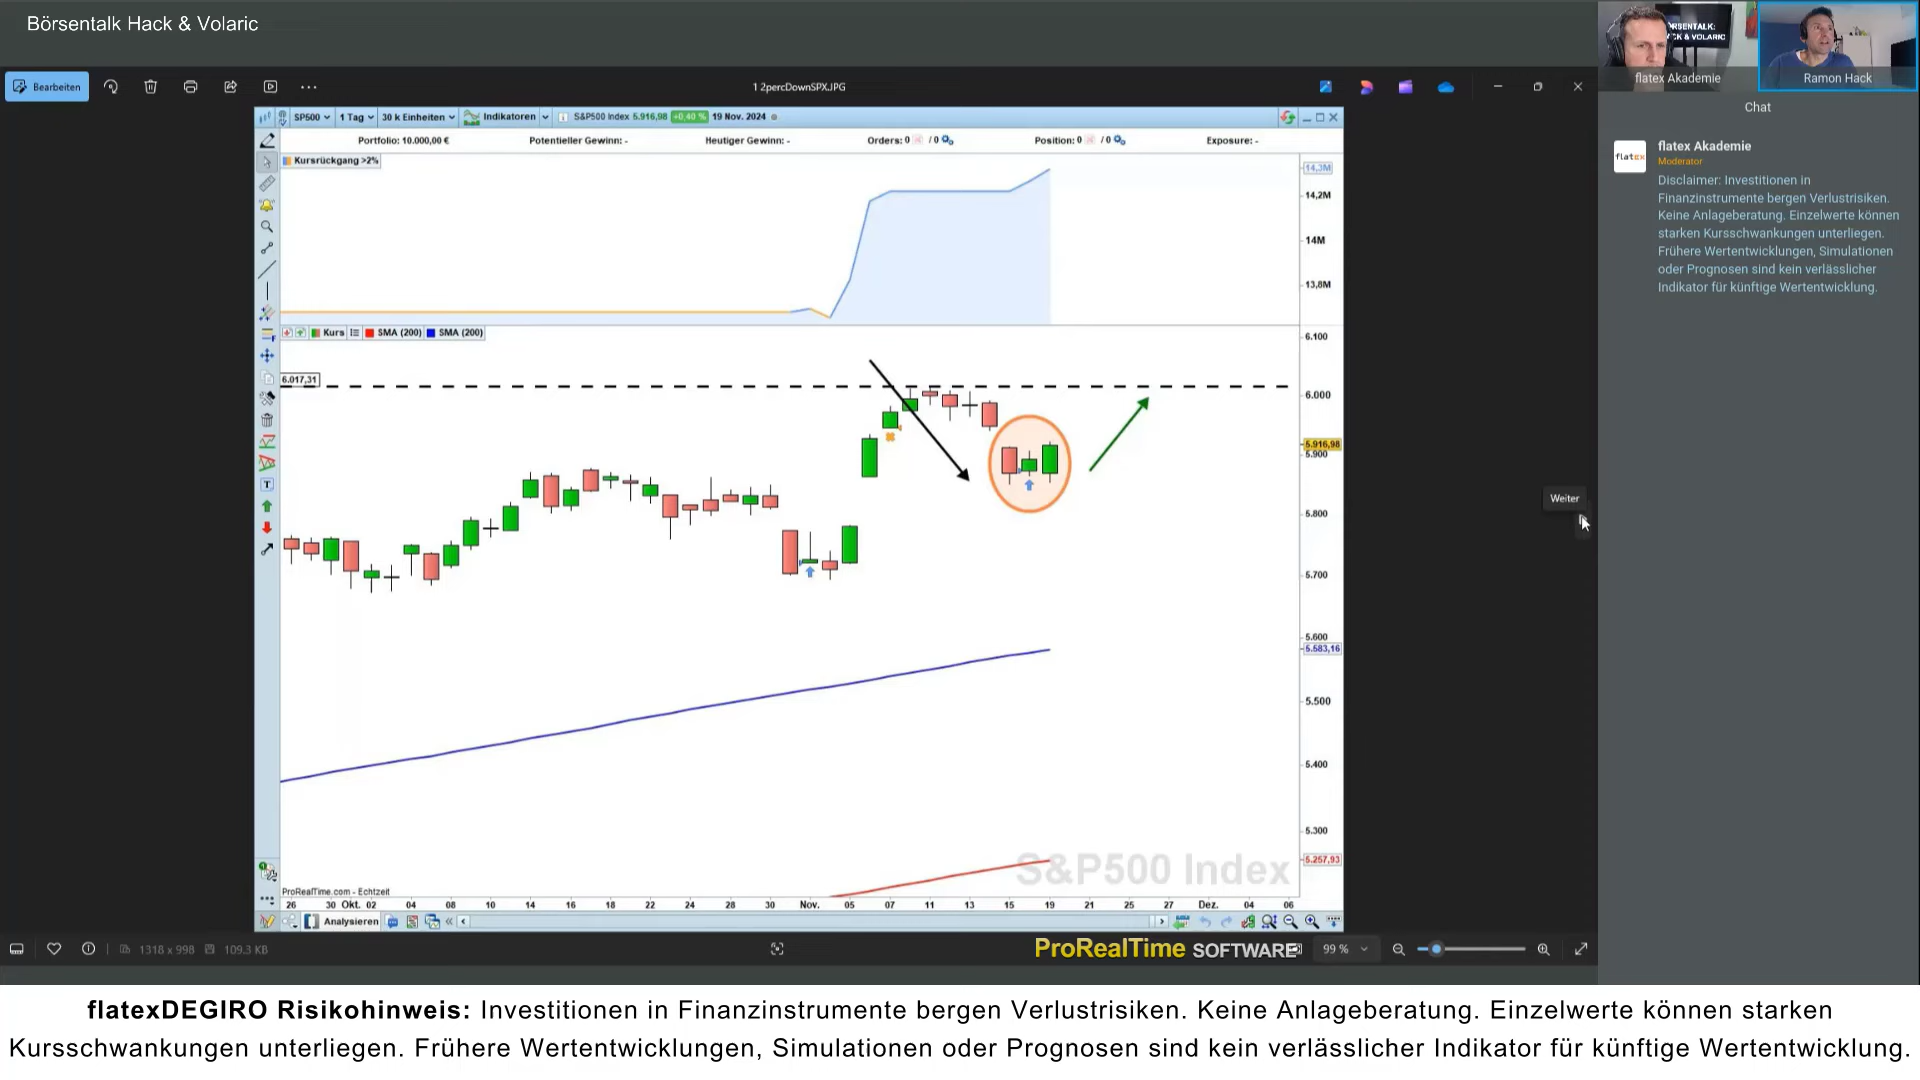 Börsentalk Hack & Volaric
flatex Akademie
Ramon Hack
Bearbeiten
1 2percDownSPX.JPG
Chat
flatex Akademie
Moderator
Disclaimer: Investitionen in
Finanzinstrumente bergen Verlustrisiken.
Keine Anlageberatung. Einzelwerte können
starken Kursschwankungen unterliegen.
Frühere Wertentwicklungen, Simulationen
oder Prognosen sind kein verlässlicher
Indikator für künftige Wertentwicklung.
flatex
SP500 1 Tag 30 k Einheiten Indikatoren S&P500 Index 5.916,98 +0,40 % 19 Nov. 2024
Portfolio: 10.000,00 € Potentieller Gewinn: - Heutiger Gewinn: - Orders: 0 / 0 Position: 0 / 0 Exposure: -
Kursrückgang >2%
14,3M
14,2M
14M
13,8M
Kurs SMA (200) SMA (200)
6.100
6.017,31
6.000
5.916,98
5.900
5.800
5.700
5.600
5.583,16
5.500
5.400
5.300
5.257,93
Weiter
S&P500 Index
ProRealTime.com - Echtzeit
26 30 Okt. 02 04 08 10 14 16 18 22 24 28 30 Nov. 05 07 11 13 15 19 21 25 27 Dez. 04 06
Analysieren
1318 x 998 109.3 KB
ProRealTime SOFTWARE
99 %
flatexDEGIRO Risikohinweis: Investitionen in Finanzinstrumente bergen Verlustrisiken. Keine Anlageberatung. Einzelwerte können starken
Kursschwankungen unterliegen. Frühere Wertentwicklungen, Simulationen oder Prognosen sind kein verlässlicher Indikator für künftige Wertentwicklung.